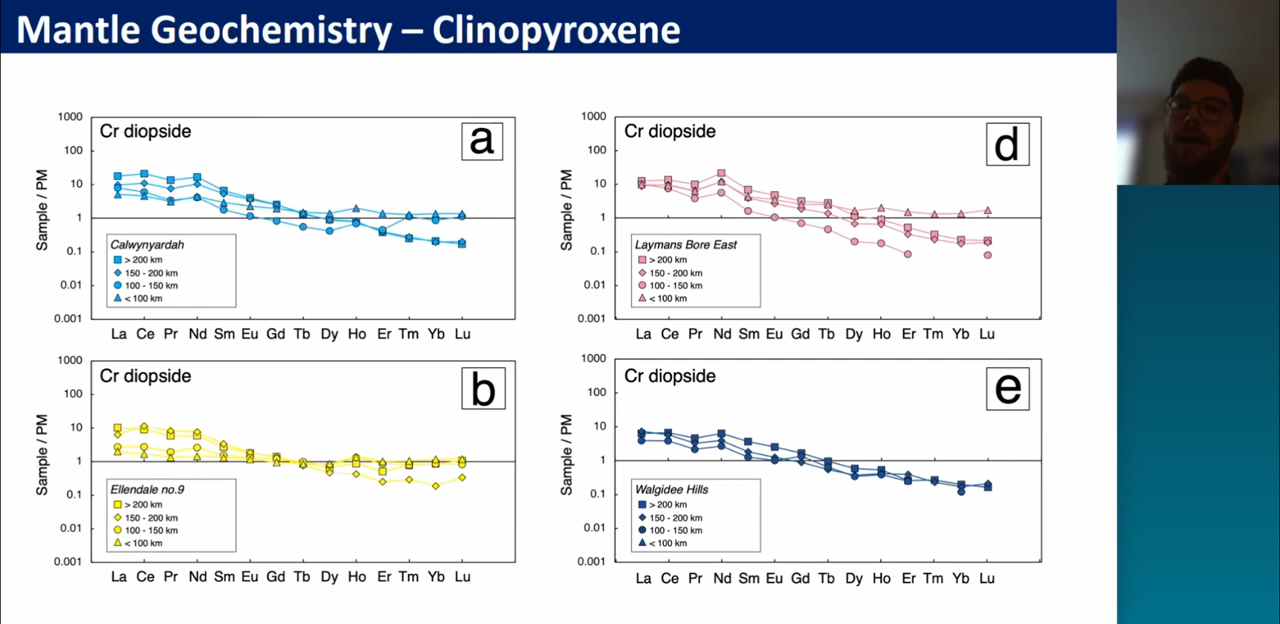 Mantle Geochemistry – Clinopyroxene
Cr diopside
a
1000
100
10
1
0.1
0.01
0.001
Sample / PM
Calwynyardah
> 200 km
150 - 200 km
100 - 150 km
< 100 km
La Ce Pr Nd Sm Eu Gd Tb Dy Ho Er Tm Yb Lu
Cr diopside
d
1000
100
10
1
0.1
0.01
0.001
Sample / PM
Laymans Bore East
> 200 km
150 - 200 km
100 - 150 km
< 100 km
La Ce Pr Nd Sm Eu Gd Tb Dy Ho Er Tm Yb Lu
Cr diopside
b
1000
100
10
1
0.1
0.01
0.001
Sample / PM
Ellendale no.9
> 200 km
150 - 200 km
100 - 150 km
< 100 km
La Ce Pr Nd Sm Eu Gd Tb Dy Ho Er Tm Yb Lu
Cr diopside
e
1000
100
10
1
0.1
0.01
0.001
Sample / PM
Walgidee Hills
> 200 km
150 - 200 km
100 - 150 km
< 100 km
La Ce Pr Nd Sm Eu Gd Tb Dy Ho Er Tm Yb Lu